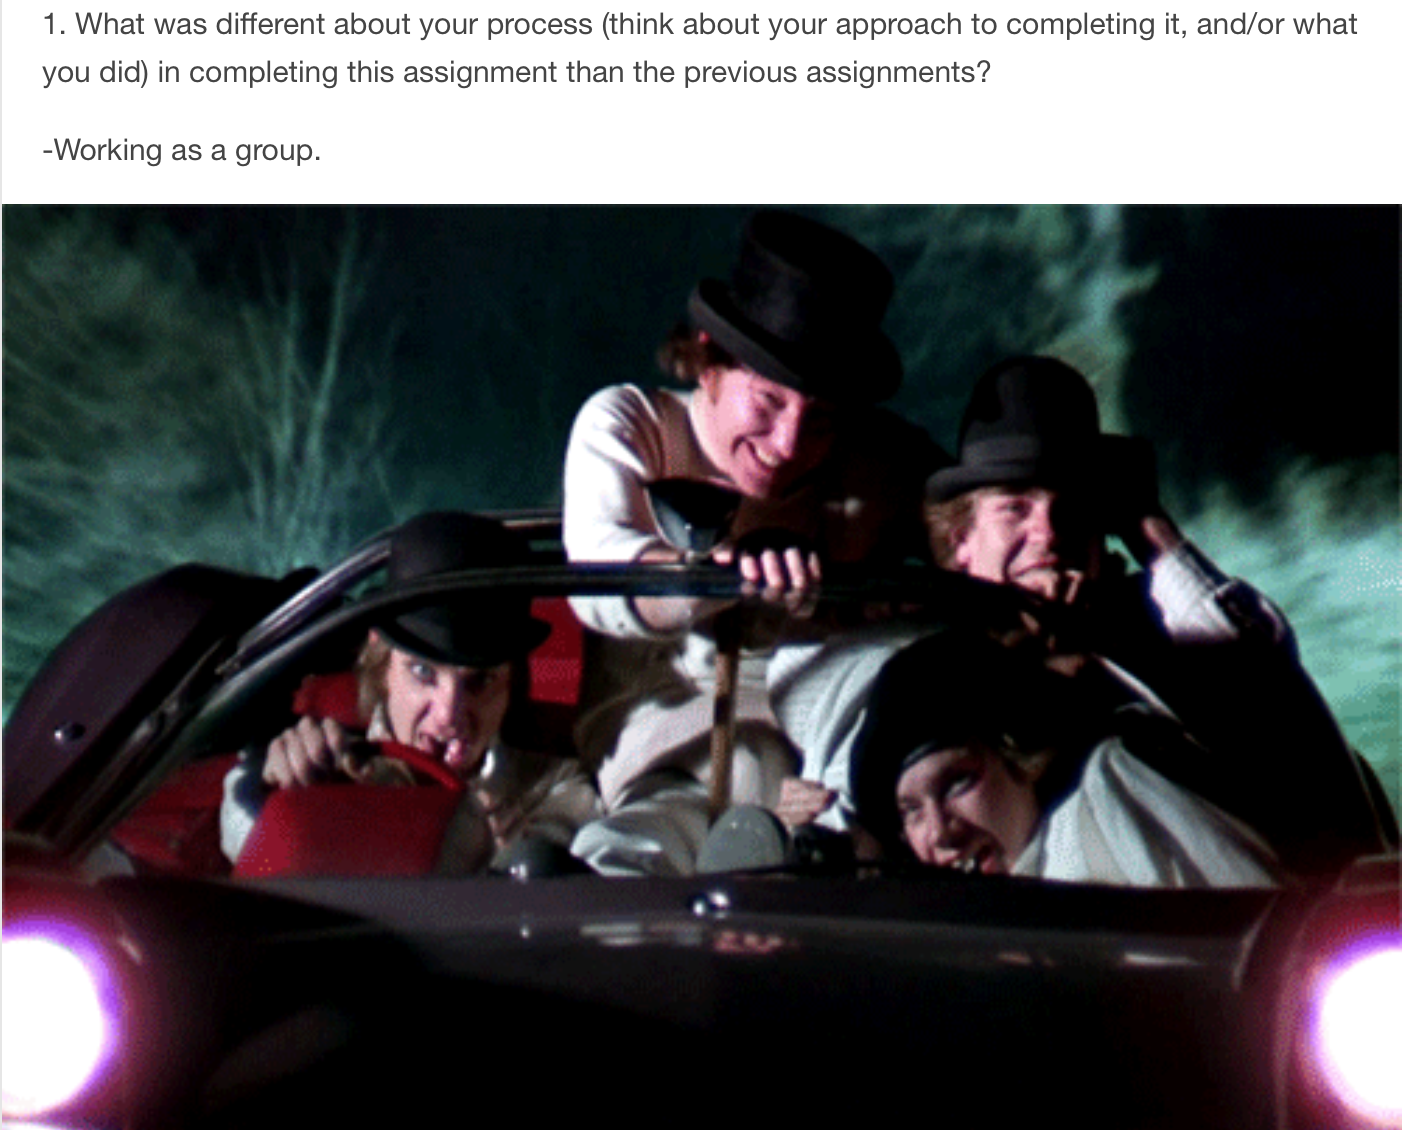 1. What was different about your process (think about your approach to completing it, and/or what
you did) in completing this assignment than the previous assignments?
-Working as a group.